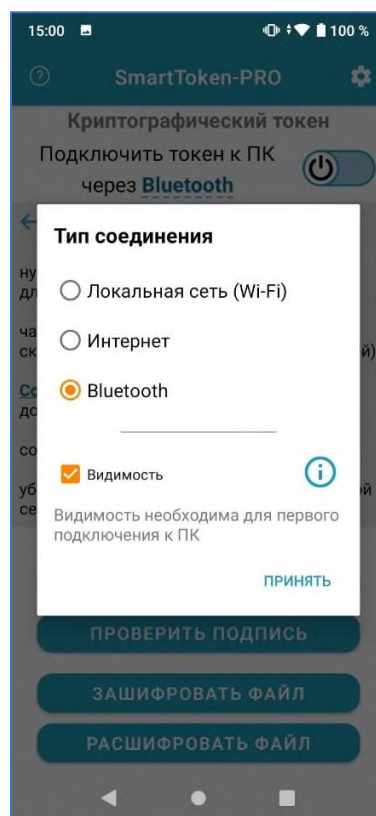 15:00
100 %
SmartToken-PRO
Криптографический токен
Подключить токен к ПК
через Bluetooth
Тип соединения
Локальная сеть (Wi-Fi)
Интернет
Bluetooth
Видимость
Видимость необходима для первого
подключения к ПК
ПРИНЯТЬ
ПРОВЕРИТЬ ПОДПИСЬ
ЗАШИФРОВАТЬ ФАЙЛ
РАСШИФРОВАТЬ ФАЙЛ